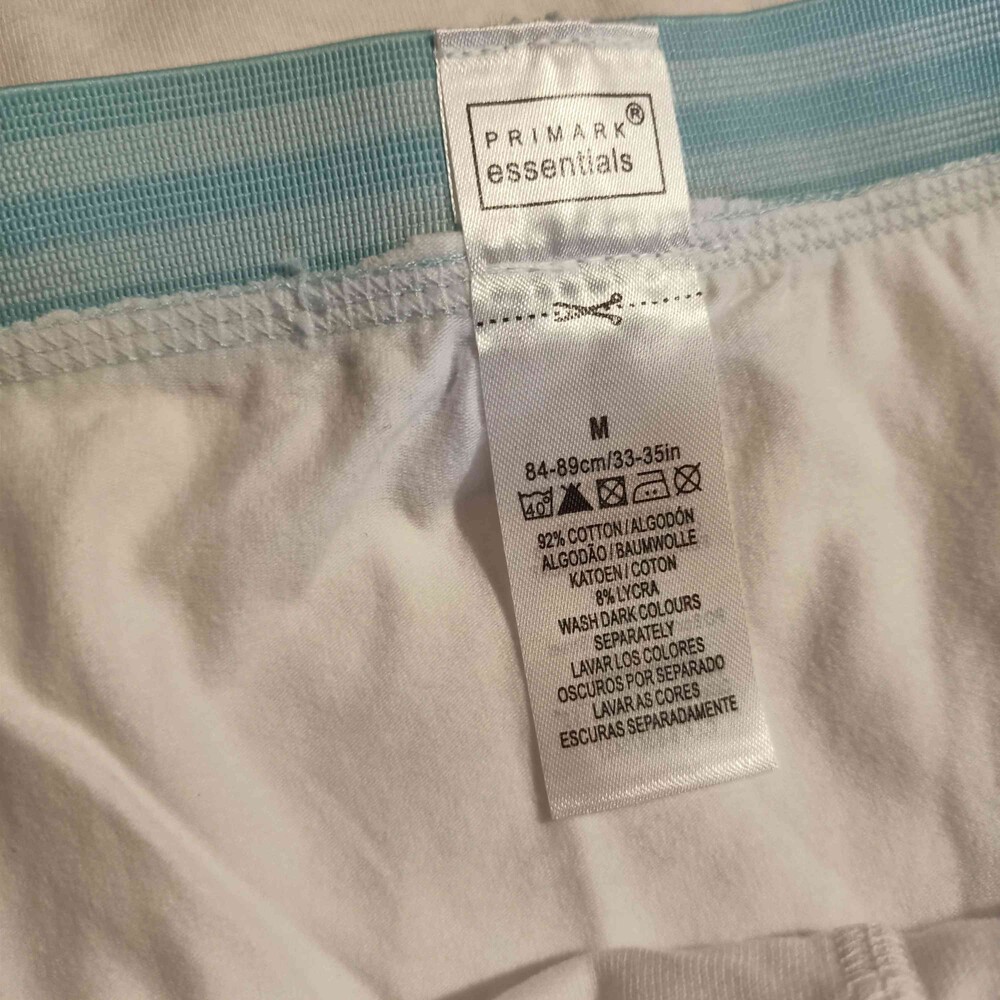 PRIMARK®
essentials
M
84-89cm/33-35in
40°
92% COTTON/ALGODÓN
ALGODÃO/BAUMWOLLE
KATOEN/COTON
8% LYCRA
WASH DARK COLOURS
SEPARATELY
LAVAR LOS COLORES
OSCUROS POR SEPARADO
LAVAR AS CORES
ESCURAS SEPARADAMENTE